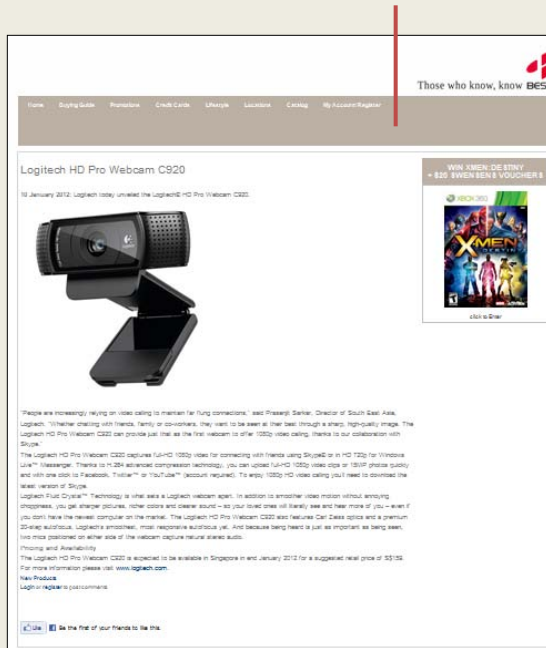 Those who know, know BES
Home Buying Guide Promotions Credit Cards Lifestyle Locations Catalog My Account/Register
Logitech HD Pro Webcam C920
10 January 2012: Logitech today unveiled the LogitechE HD Pro Webcam C920.
"People are increasingly relying on video calling to maintain far flung connections," said Prasenjit Sarkar, Director of South East Asia,
Logitech. "Whether chatting with friends, family or co-workers, they want to be seen at their best through a sharp, high-quality image. The
Logitech HD Pro Webcam C920 can provide just that as the first webcam to offer 1080p video calling, thanks to our collaboration with
Skype."
The Logitech HD Pro Webcam C920 captures full-HD 1080p video for connecting with friends using SkypeE or in HD 720p for Windows
Live™ Messenger. Thanks to H.264 advanced compression technology, you can upload full-HD 1080p video clips or 15MP photos quickly
and with one click to Facebook, Twitter™ or YouTube™ (account required). To enjoy 1080p HD video calling you'll need to download the
latest version of Skype.
Logitech Fluid Crystal™ Technology is what sets a Logitech webcam apart. In addition to smoother video motion without annoying
choppiness, you get sharper pictures, richer colors and clearer sound – so your loved ones will literally see and hear more of you – even if
you don't have the newest computer on the market. The Logitech HD Pro Webcam C920 also features Carl Zeiss optics and a premium
20-step autofocus, Logitech's smoothest, most responsive autofocus yet. And because being heard is just as important as being seen,
two mics positioned on either side of the webcam capture natural stereo audio.
Pricing and Availability
The Logitech HD Pro Webcam C920 is expected to be available in Singapore in end January 2012 for a suggested retail price of S$159.
For more information please visit www.logitech.com.
New Products
Login or register to post comments
Like Be the first of your friends to like this.
WIN XMEN: DESTINY
+ $20 SWENSENS VOUCHERS
XBOX 360
X-MEN
DESTINY
click to Enter